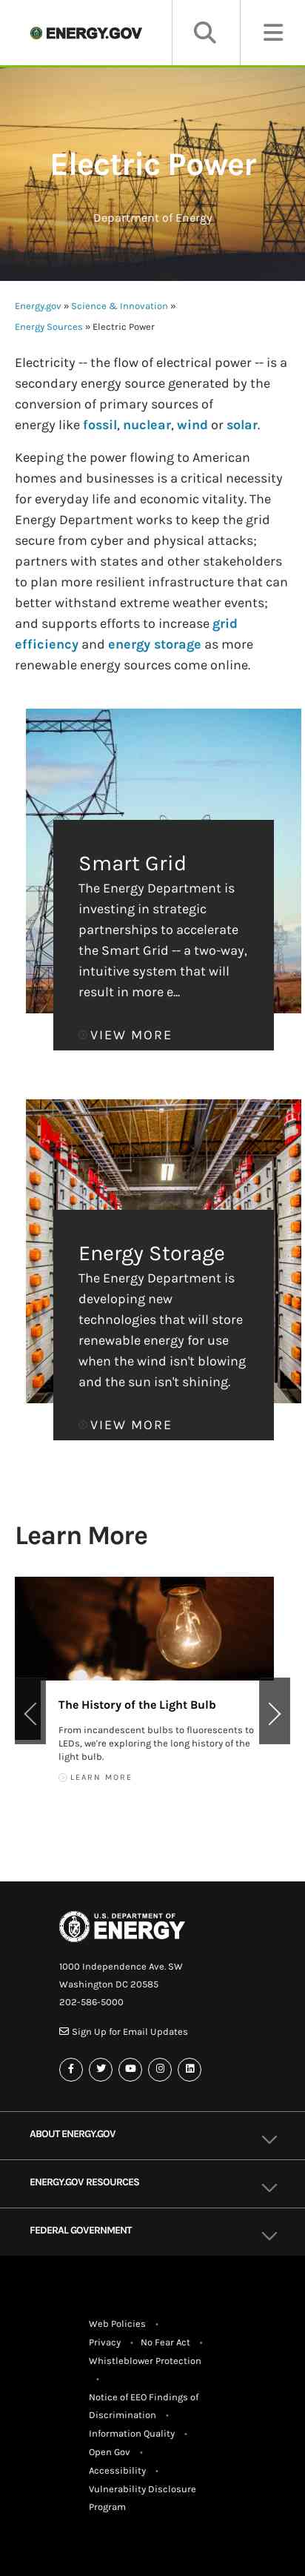 ENERGY.GOV
Electric Power
Department of Energy
Energy.gov » Science & Innovation »
Energy Sources » Electric Power
Electricity -- the flow of electrical power -- is a
secondary energy source generated by the
conversion of primary sources of
energy like fossil, nuclear, wind or solar.
Keeping the power flowing to American
homes and businesses is a critical necessity
for everyday life and economic vitality. The
Energy Department works to keep the grid
secure from cyber and physical attacks;
partners with states and other stakeholders
to plan more resilient infrastructure that can
better withstand extreme weather events;
and supports efforts to increase grid
efficiency and energy storage as more
renewable energy sources come online.
Smart Grid
The Energy Department is
investing in strategic
partnerships to accelerate
the Smart Grid -- a two-way,
intuitive system that will
result in more e...
VIEW MORE
Energy Storage
The Energy Department is
developing new
technologies that will store
renewable energy for use
when the wind isn't blowing
and the sun isn't shining.
VIEW MORE
Learn More
The History of the Light Bulb
From incandescent bulbs to fluorescents to
LEDs, we're exploring the long history of the
light bulb.
LEARN MORE
U.S. DEPARTMENT OF
ENERGY
1000 Independence Ave. SW
Washington DC 20585
202-586-5000
Sign Up for Email Updates
ABOUT ENERGY.GOV
ENERGY.GOV RESOURCES
FEDERAL GOVERNMENT
Web Policies •
Privacy • No Fear Act •
Whistleblower Protection
•
Notice of EEO Findings of
Discrimination •
Information Quality •
Open Gov •
Accessibility •
Vulnerability Disclosure
Program